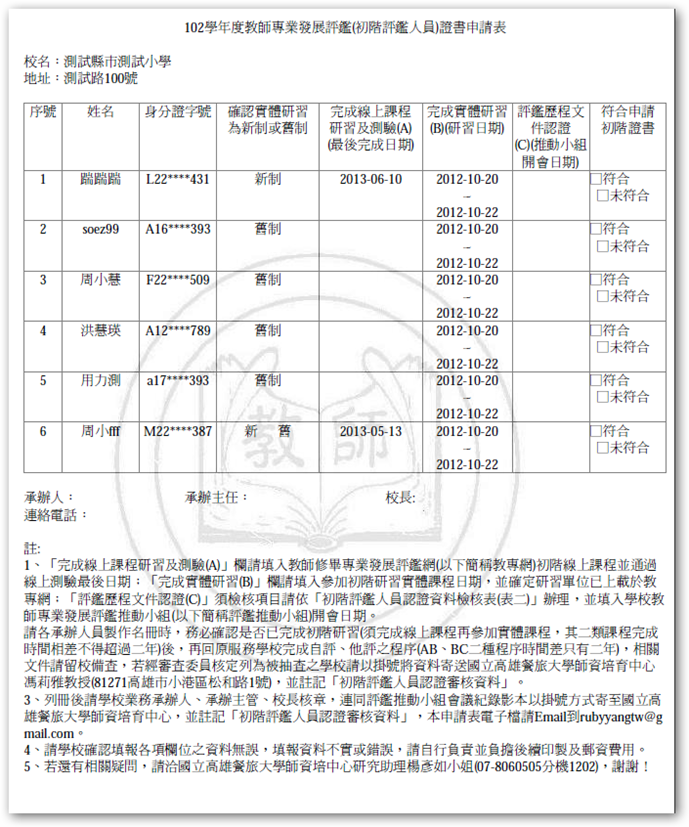 102學年度教師專業發展評鑑(初階評鑑人員)證書申請表
校名：測試縣市測試小學
地址：測試路100號
序號 姓名 身分證字號 確認實體研習為新制或舊制 完成線上課程研習及測驗(A)(最後完成日期) 完成實體研習(B)(研習日期) 評鑑歷程文件認證(C)(推動小組開會日期) 符合申請初階證書
1 踹踹踹 L22****431 新制 2013-06-10 2012-10-20 – 2012-10-22 □符合 □未符合
2 soez99 A16****393 舊制 2012-10-20 – 2012-10-22 □符合 □未符合
3 周小慧 F22****509 舊制 2012-10-20 – 2012-10-22 □符合 □未符合
4 洪慧瑛 A12****789 舊制 2012-10-20 – 2012-10-22 □符合 □未符合
5 用力測 a17****393 舊制 2012-10-20 – 2012-10-22 □符合 □未符合
6 周小fff M22****387 新 舊 2013-05-13 2012-10-20 – 2012-10-22 □符合 □未符合
教師
承辦人： 承辦主任： 校長:
連絡電話：
註:
1、「完成線上課程研習及測驗(A)」欄請填入教師修畢專業發展評鑑網(以下簡稱教專網)初階線上課程並通過
線上測驗最後日期；「完成實體研習(B)」欄請填入參加初階研習實體課程日期，並確定研習單位已上載於教
專網；「評鑑歷程文件認證(C)」須檢核項目請依「初階評鑑人員認證資料檢核表(表二)」辦理，並填入學校教
師專業發展評鑑推動小組(以下簡稱評鑑推動小組)開會日期。
請各承辦人員製作名冊時，務必確認是否已完成初階研習(須完成線上課程再參加實體課程，其二類課程完成
時間相差不得超過二年)後，再回原服務學校完成自評、他評之程序(AB、BC二種程序時間差只有二年)，相關
文件請留校備查，若經審查委員核定列為被抽查之學校請以掛號將資料寄送國立高雄餐旅大學師資培育中心
馮莉雅教授(81271高雄市小港區松和路1號)，並註記「初階評鑑人員認證審核資料」。
3、列冊後請學校業務承辦人、承辦主管、校長核章，連同評鑑推動小組會議紀錄影本以掛號方式寄至國立高
雄餐旅大學師資培育中心，並註記「初階評鑑人員認證審核資料」，本申請表電子檔請Email到rubyyangtw@g
mail.com。
4、請學校確認填報各項欄位之資料無誤，填報資料不實或錯誤，請自行負責並負擔後續印製及郵資費用。
5、若還有相關疑問，請洽國立高雄餐旅大學師資培中心研究助理楊彥如小姐(07-8060505分機1202)，謝謝！